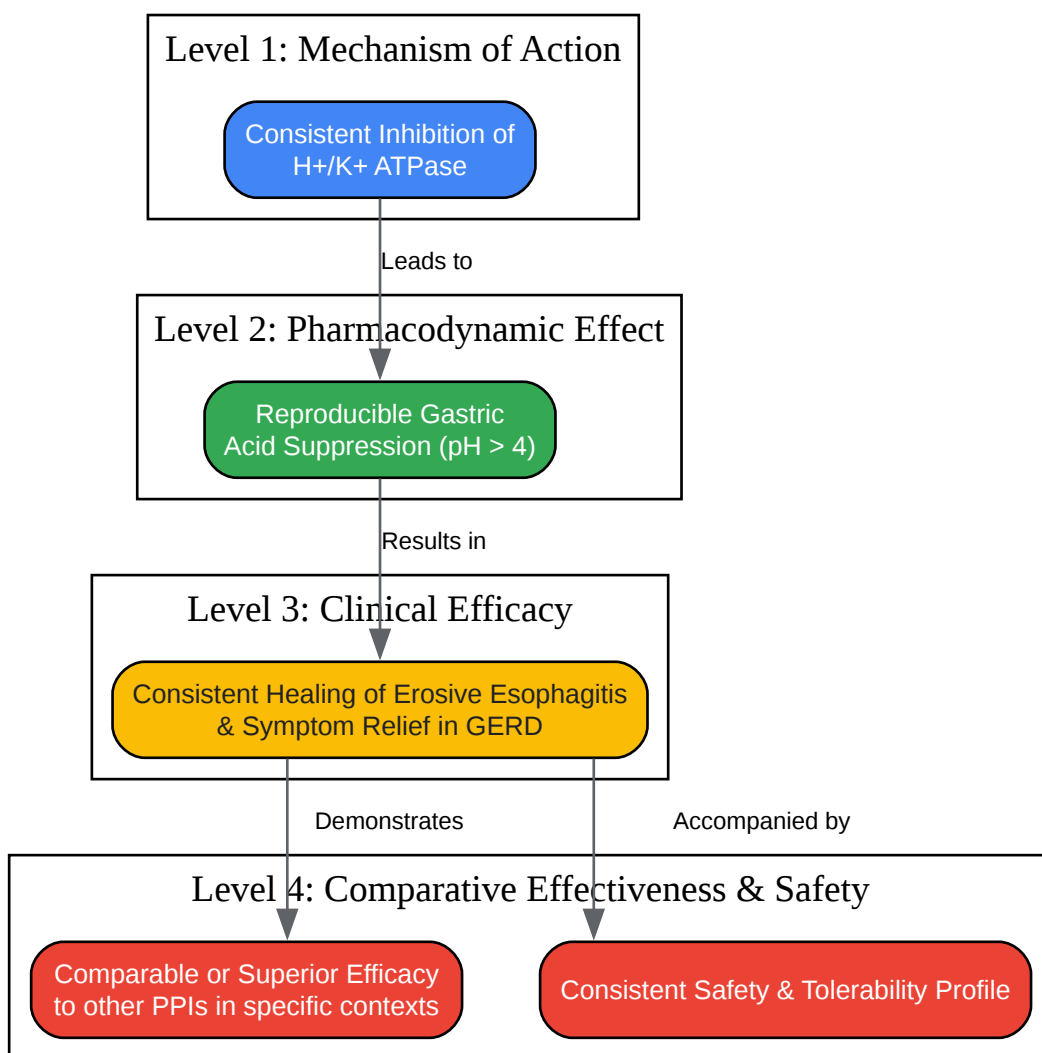 Level 1: Mechanism of Action
Consistent Inhibition of
H+/K+ ATPase
Leads to
Level 2: Pharmacodynamic Effect
Reproducible Gastric
Acid Suppression (pH > 4)
Results in
Level 3: Clinical Efficacy
Consistent Healing of Erosive Esophagitis
& Symptom Relief in GERD
Demonstrates
Accompanied by
Level 4: Comparative Effectiveness & Safety
Comparable or Superior Efficacy
to other PPIs in specific contexts
Consistent Safety & Tolerability Profile